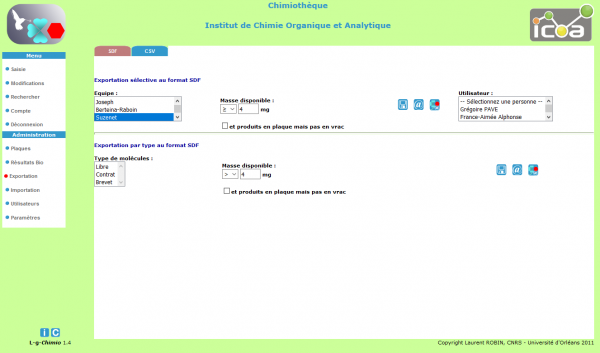 Chimiothèque
Institut de Chimie Organique et Analytique
icoa
Menu
Saisie
Modifications
Rechercher
Compte
Déconnexion
Administration
Plaques
Résultats Bio
Exportation
Importation
Utilisateurs
Paramètres
SDF
CSV
Exportation sélective au format SDF
Equipe :
Joseph
Berteina-Raboin
Suzenet
Masse disponible :
≥ 4 mg
et produits en plaque mais pas en vrac
Utilisateur :
-- Sélectionnez une personne --
Grégoire PAVE
France-Aimée Alphonse
Exportation par type au format SDF
Type de molécules :
Libre
Contrat
Brevet
Masse disponible :
> 4 mg
et produits en plaque mais pas en vrac
i C
L-g-Chimio 1.4
Copyright Laurent ROBIN, CNRS - Université d'Orléans 2011